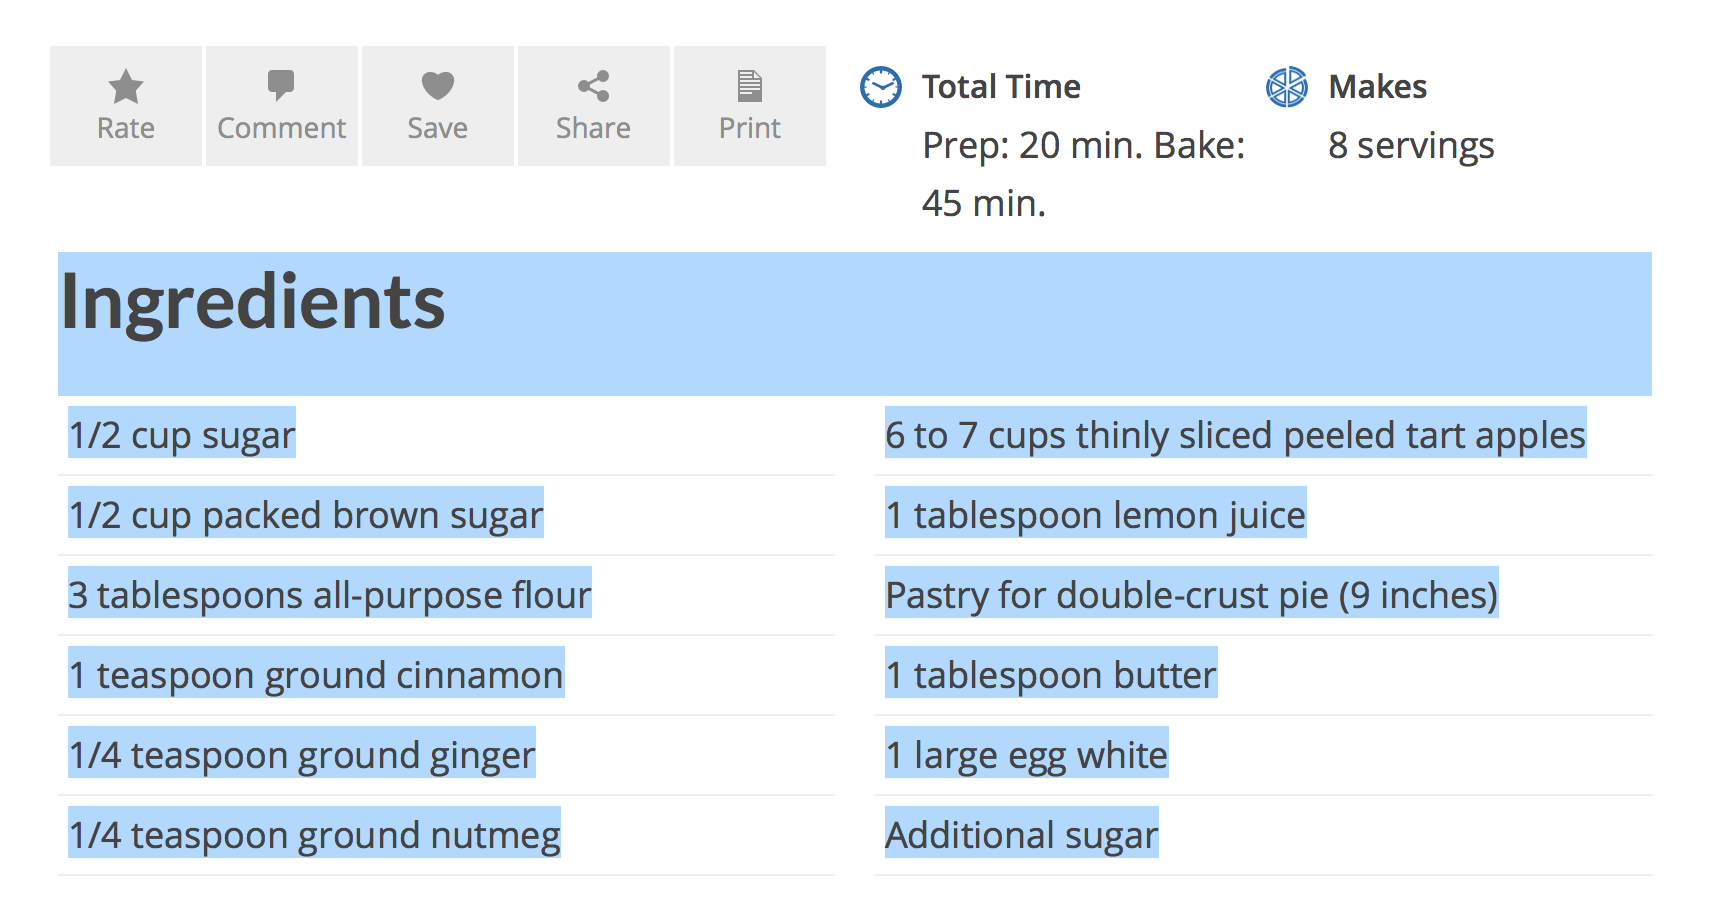 Rate
Comment
Save
Share
Print
Total Time
Prep: 20 min. Bake:
45 min.
Makes
8 servings
Ingredients
1/2 cup sugar
1/2 cup packed brown sugar
3 tablespoons all-purpose flour
1 teaspoon ground cinnamon
1/4 teaspoon ground ginger
1/4 teaspoon ground nutmeg
6 to 7 cups thinly sliced peeled tart apples
1 tablespoon lemon juice
Pastry for double-crust pie (9 inches)
1 tablespoon butter
1 large egg white
Additional sugar